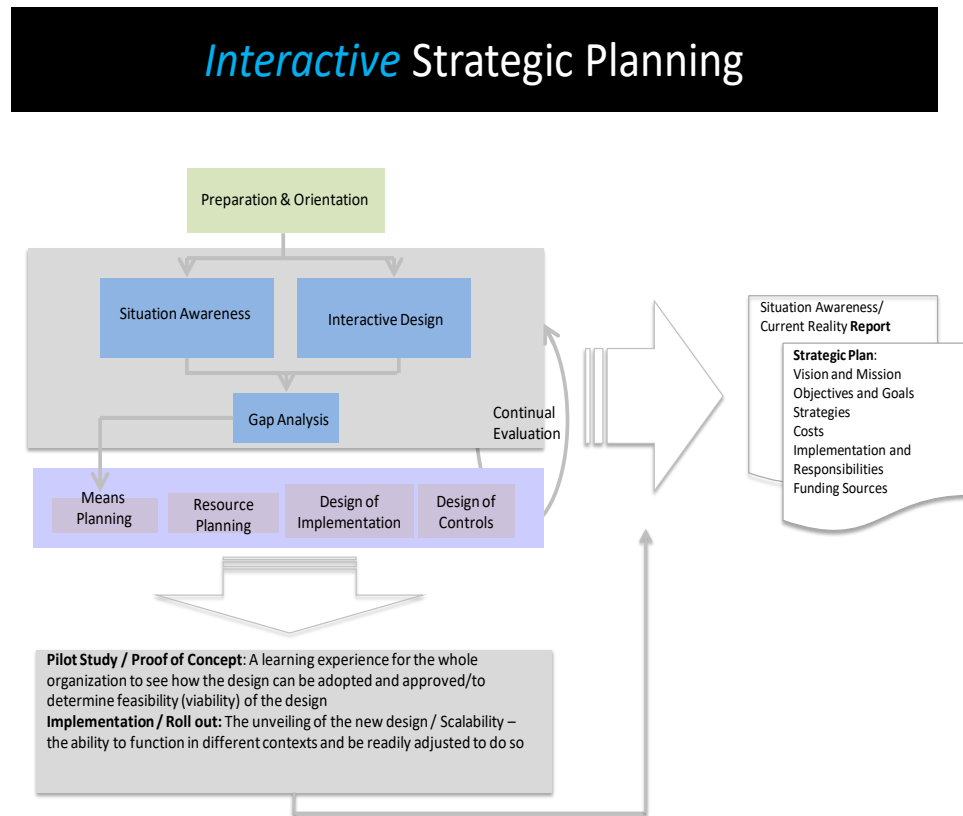 Interactive Strategic Planning
Preparation & Orientation
Situation Awareness
Interactive Design
Gap Analysis
Continual
Evaluation
Means
Planning
Resource
Planning
Design of
Implementation
Design of
Controls
Situation Awareness/
Current Reality Report
Strategic Plan:
Vision and Mission
Objectives and Goals
Strategies
Costs
Implementation and
Responsibilities
Funding Sources
Pilot Study / Proof of Concept: A learning experience for the whole
organization to see how the design can be adopted and approved/to
determine feasibility (viability) of the design
Implementation / Roll out: The unveiling of the new design / Scalability –
the ability to function in different contexts and be readily adjusted to do so